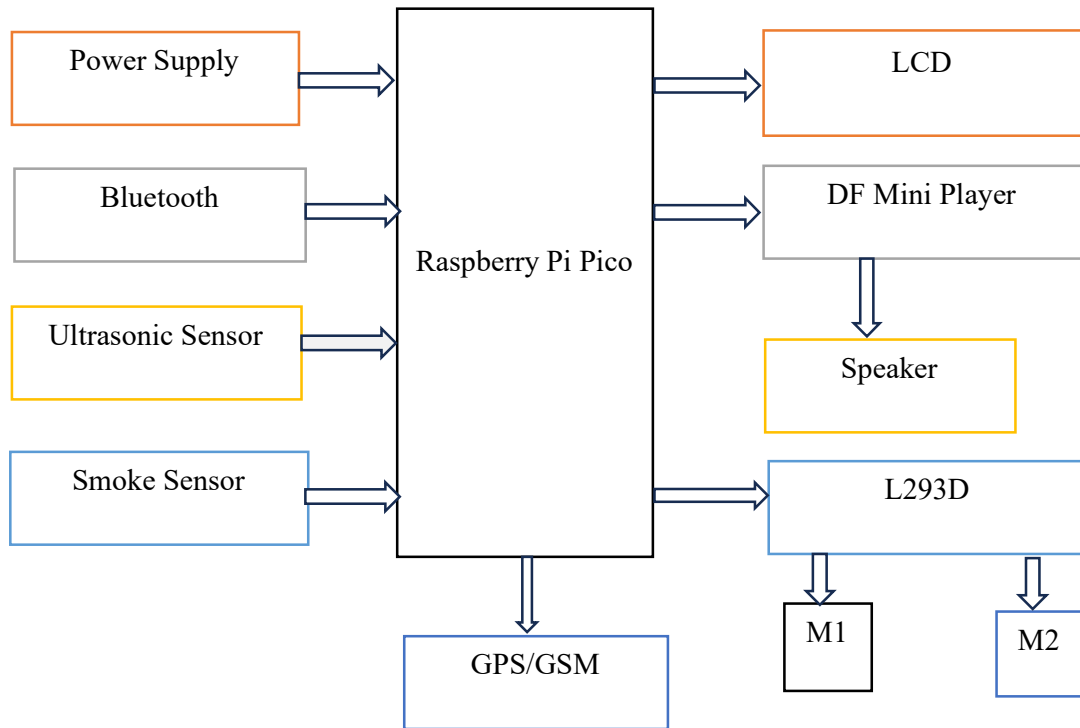 Power Supply
LCD
Bluetooth
DF Mini Player
Raspberry Pi Pico
Ultrasonic Sensor
Speaker
Smoke Sensor
L293D
M1
M2
GPS/GSM